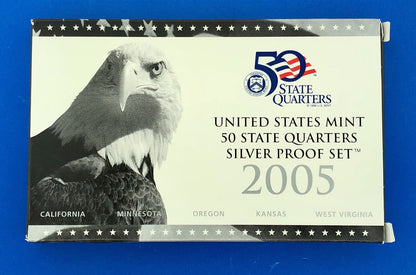 50
STATE
QUARTERS
UNITED STATES MINT
50 STATE QUARTERS
SILVER PROOF SET™
2005
CALIFORNIA MINNESOTA OREGON KANSAS WEST VIRGINIA